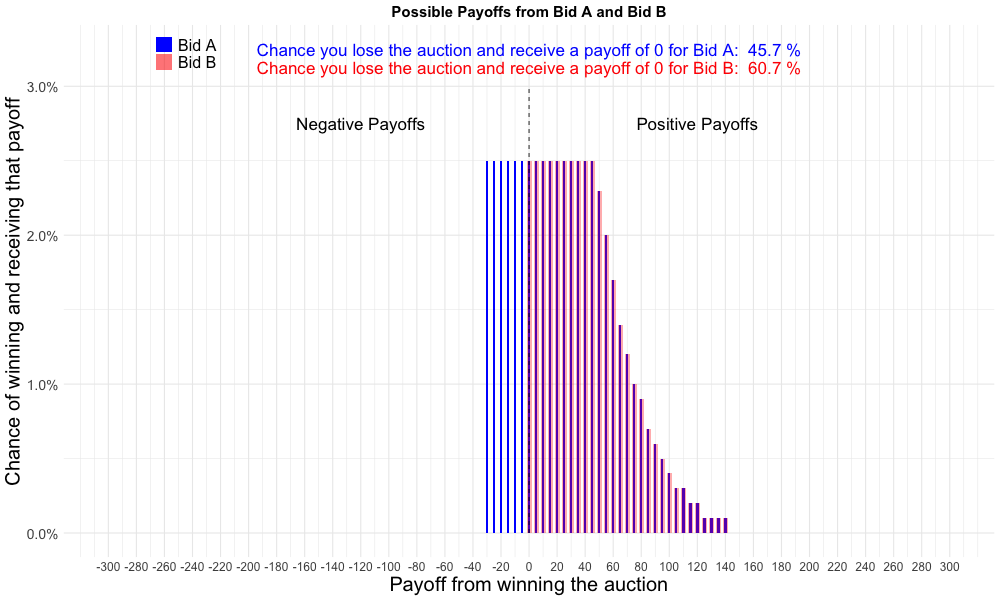 Possible Payoffs from Bid A and Bid B
Bid A
Bid B
Chance you lose the auction and receive a payoff of 0 for Bid A:  45.7 %
Chance you lose the auction and receive a payoff of 0 for Bid B:  60.7 %
Negative Payoffs
Positive Payoffs
Chance of winning and receiving that payoff
3.0%
2.0%
1.0%
0.0%
-300 -280 -260 -240 -220 -200 -180 -160 -140 -120 -100 -80 -60 -40 -20 0 20 40 60 80 100 120 140 160 180 200 220 240 260 280 300
Payoff from winning the auction